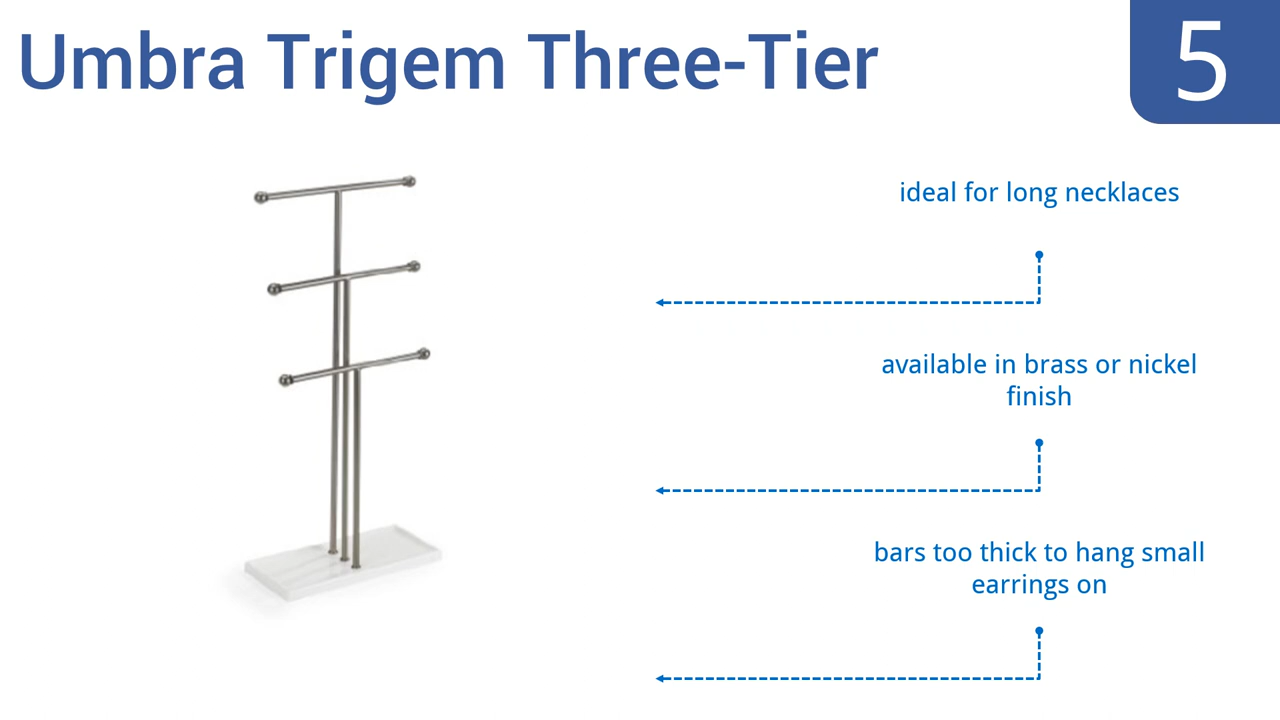 Umbra Trigem Three-Tier
5
ideal for long necklaces
available in brass or nickel
finish
bars too thick to hang small
earrings on